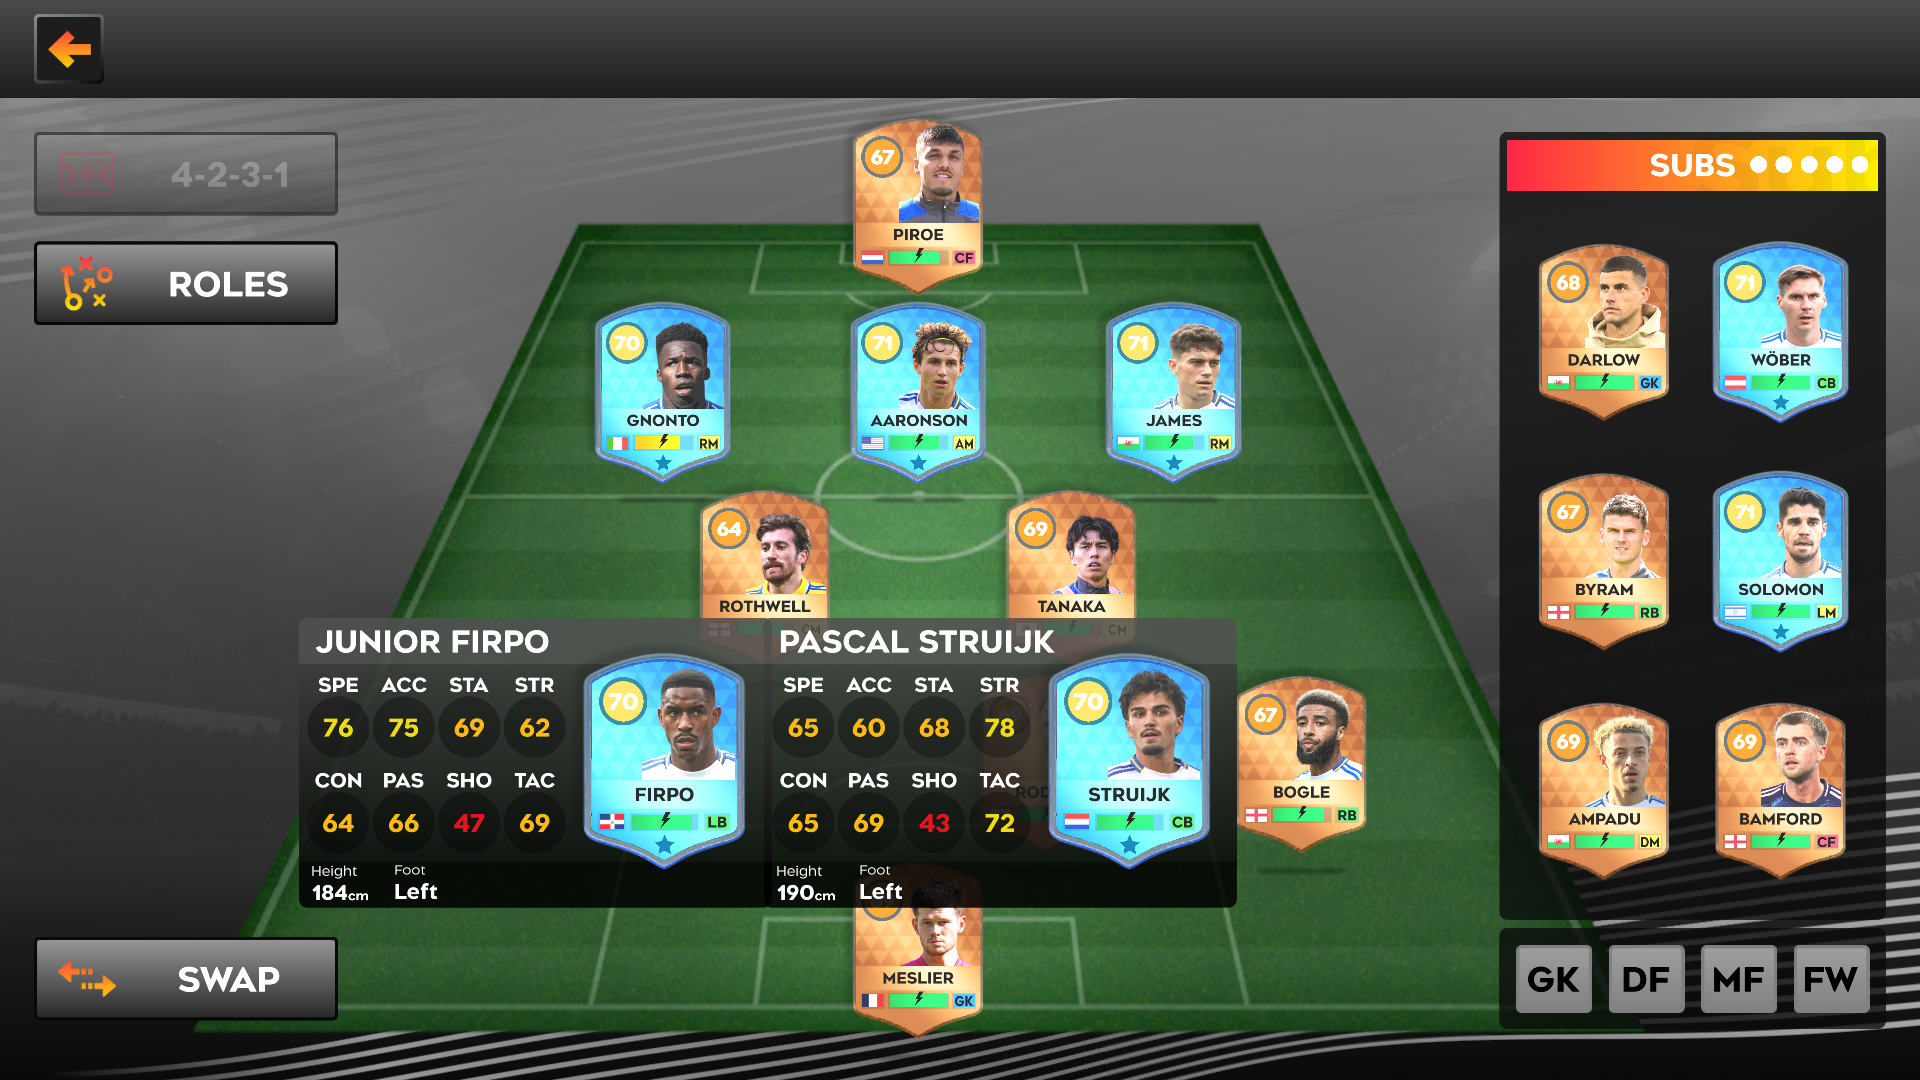 4-2-3-1
ROLES
67
PIROE
CF
70
GNONTO
RM
71
AARONSON
AM
71
JAMES
RM
64
ROTHWELL
CM
69
TANAKA
CM
JUNIOR FIRPO
SPE ACC STA STR
76 75 69 62
CON PAS SHO TAC
64 66 47 69
Height Foot
184cm Left
70
FIRPO
LB
PASCAL STRUIJK
SPE ACC STA STR
65 60 68 78
CON PAS SHO TAC
65 69 43 72
Height Foot
190cm Left
70
STRUIJK
CB
67
BOGLE
RB
MESLIER
GK
SWAP
SUBS
68
DARLOW
GK
71
WÖBER
CB
67
BYRAM
RB
71
SOLOMON
LM
69
AMPADU
DM
69
BAMFORD
CF
GK DF MF FW